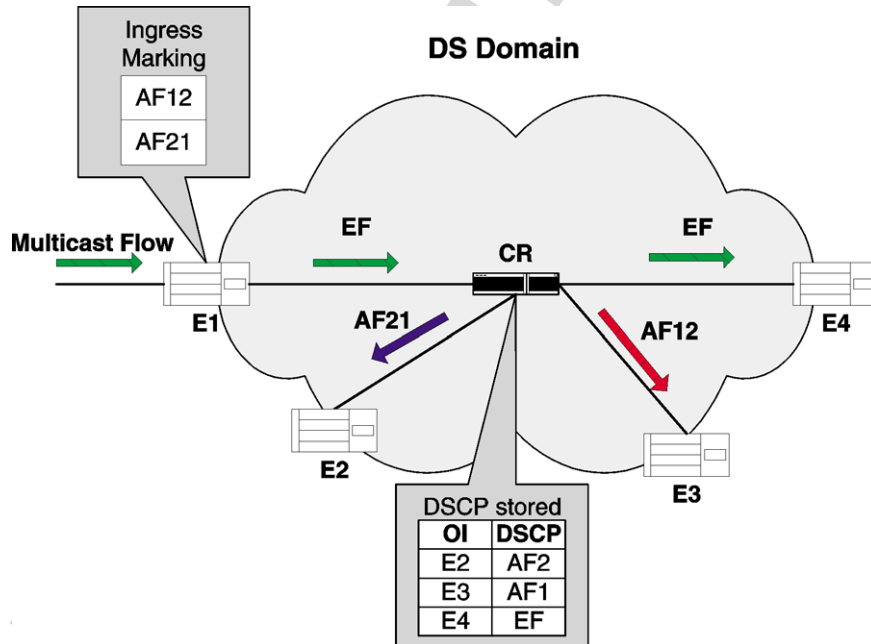 Ingress
Marking
AF12
AF21
DS Domain
Multicast Flow
EF
CR
EF
E1
AF21
AF12
E4
E2
E3
DSCP stored
OI DSCP
E2 AF2
E3 AF1
E4 EF